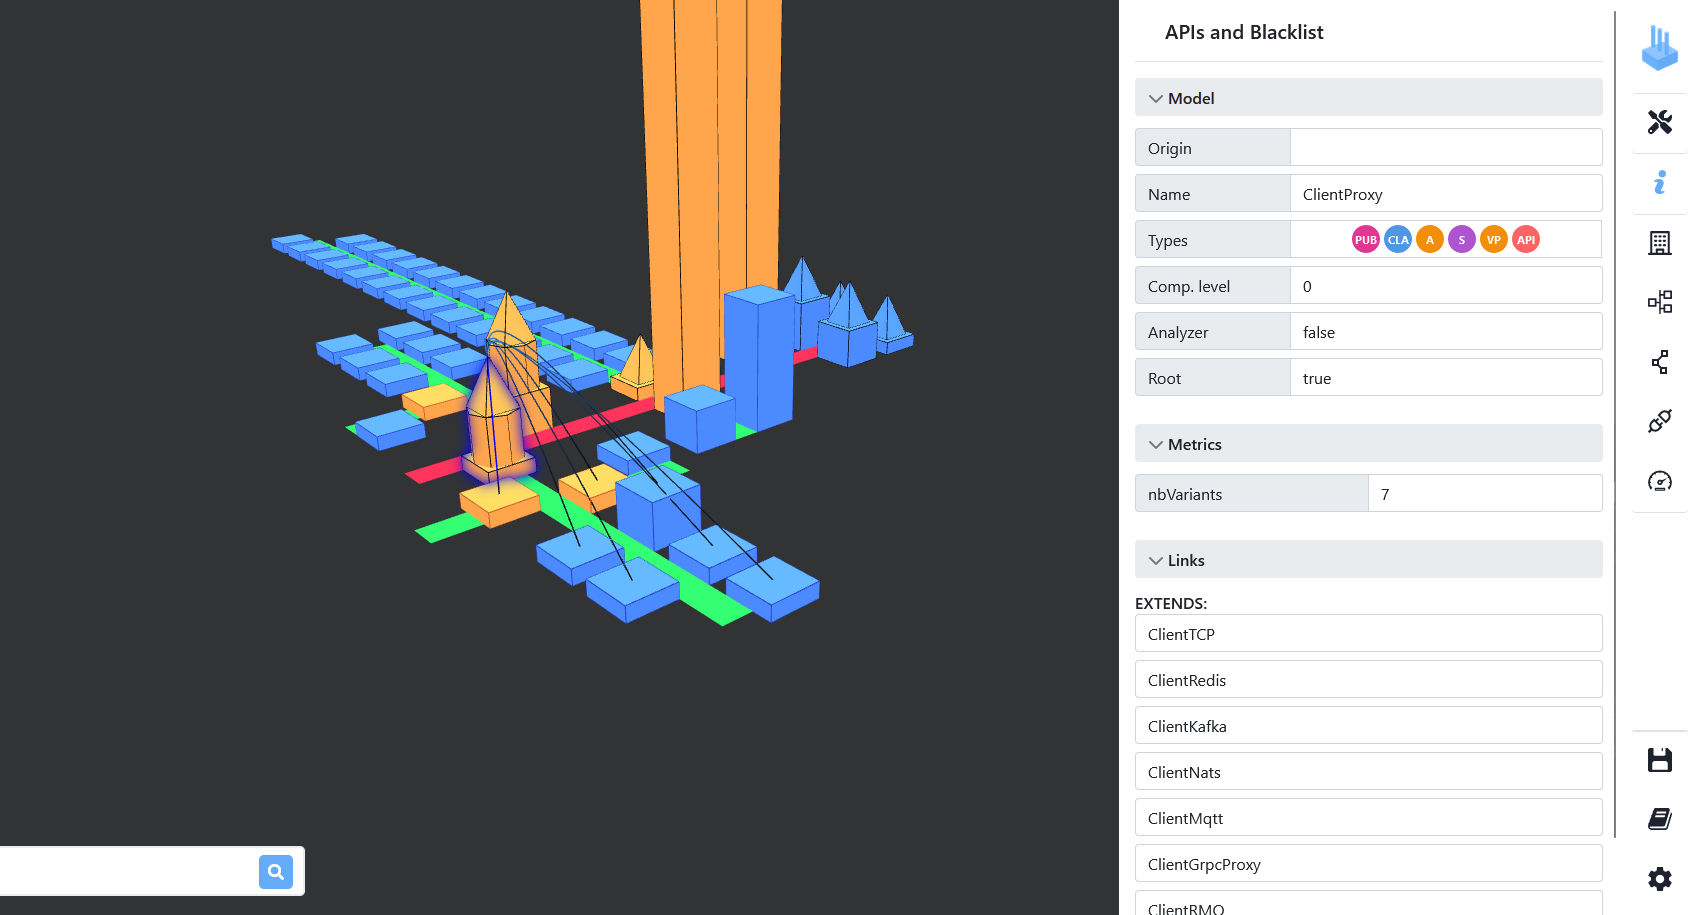 APIs and Blacklist
Model
Origin
Name ClientProxy
Types PUB CLA A S VP API
Comp. level 0
Analyzer false
Root true
Metrics
nbVariants 7
Links
EXTENDS:
ClientTCP
ClientRedis
ClientKafka
ClientNats
ClientMqtt
ClientGrpcProxy
ClientRMQ